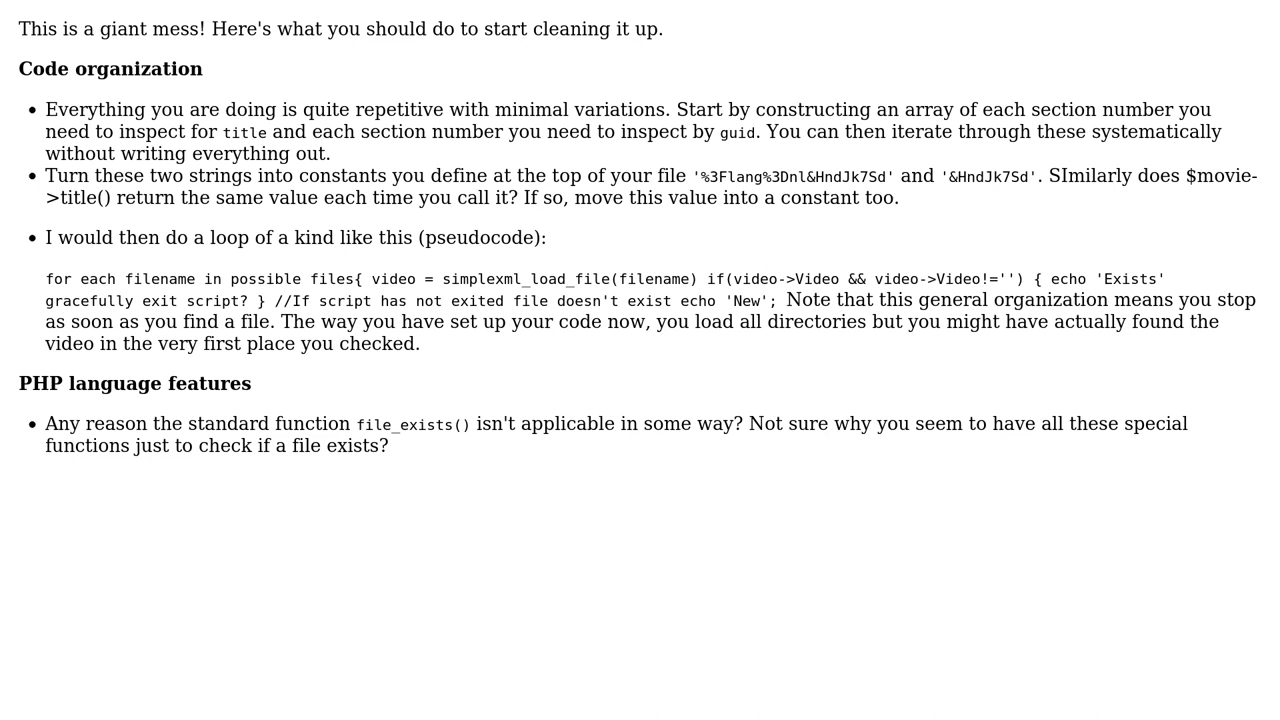 This is a giant mess! Here's what you should do to start cleaning it up.
Code organization
• Everything you are doing is quite repetitive with minimal variations. Start by constructing an array of each section number you
need to inspect for title and each section number you need to inspect by guid. You can then iterate through these systematically
without writing everything out.
• Turn these two strings into constants you define at the top of your file '%3Flang%3Dnl&HndJk7Sd' and '&HndJk7Sd'. SImilarly does $movie-
>title() return the same value each time you call it? If so, move this value into a constant too.
• I would then do a loop of a kind like this (pseudocode):
for each filename in possible files{ video = simplexml_load_file(filename) if(video->Video && video->Video!='') { echo 'Exists'
gracefully exit script? } //If script has not exited file doesn't exist echo 'New'; Note that this general organization means you stop
as soon as you find a file. The way you have set up your code now, you load all directories but you might have actually found the
video in the very first place you checked.
PHP language features
• Any reason the standard function file_exists() isn't applicable in some way? Not sure why you seem to have all these special
functions just to check if a file exists?